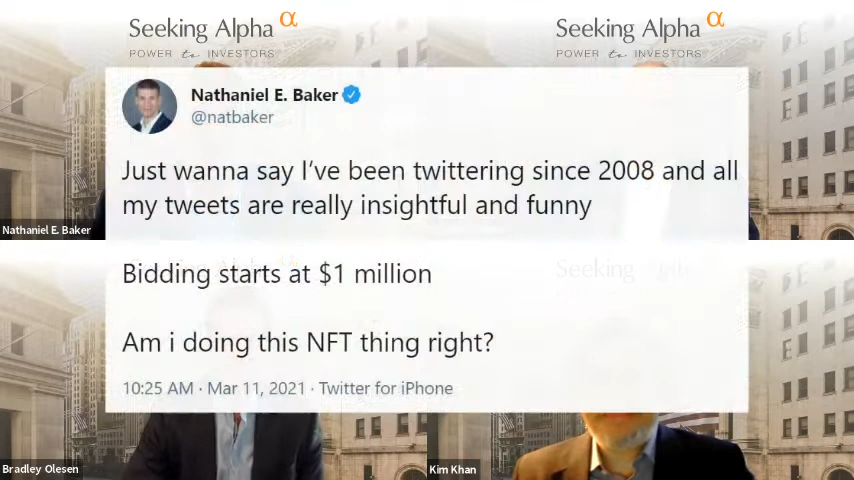 Seeking Alpha α
POWER to INVESTORS
Seeking Alpha α
POWER to INVESTORS
Nathaniel E. Baker
@natbaker
Just wanna say I've been twittering since 2008 and all
my tweets are really insightful and funny
Nathaniel E. Baker
Seeking
Bidding starts at $1 million
Am i doing this NFT thing right?
10:25 AM · Mar 11, 2021 · Twitter for iPhone
Bradley Olesen
Kim Khan